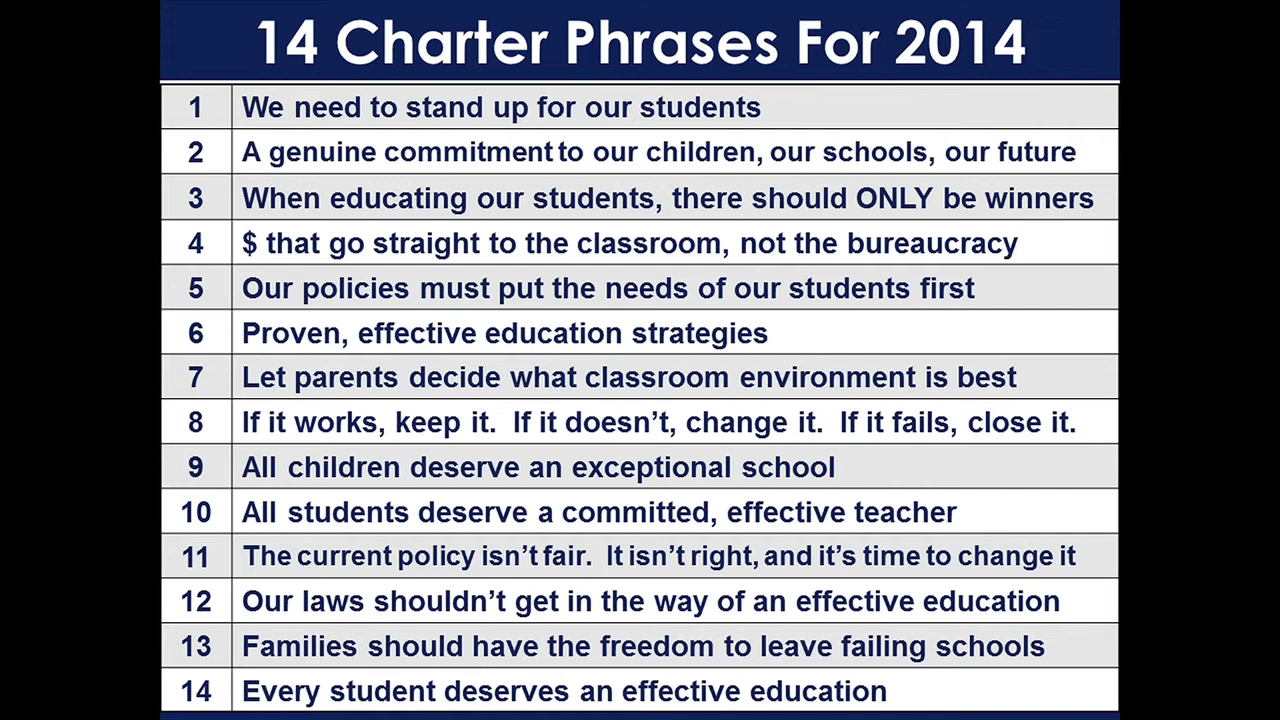 14 Charter Phrases For 2014
1 We need to stand up for our students
2 A genuine commitment to our children, our schools, our future
3 When educating our students, there should ONLY be winners
4 $ that go straight to the classroom, not the bureaucracy
5 Our policies must put the needs of our students first
6 Proven, effective education strategies
7 Let parents decide what classroom environment is best
8 If it works, keep it.  If it doesn’t, change it.  If it fails, close it.
9 All children deserve an exceptional school
10 All students deserve a committed, effective teacher
11 The current policy isn’t fair.  It isn’t right, and it’s time to change it
12 Our laws shouldn’t get in the way of an effective education
13 Families should have the freedom to leave failing schools
14 Every student deserves an effective education